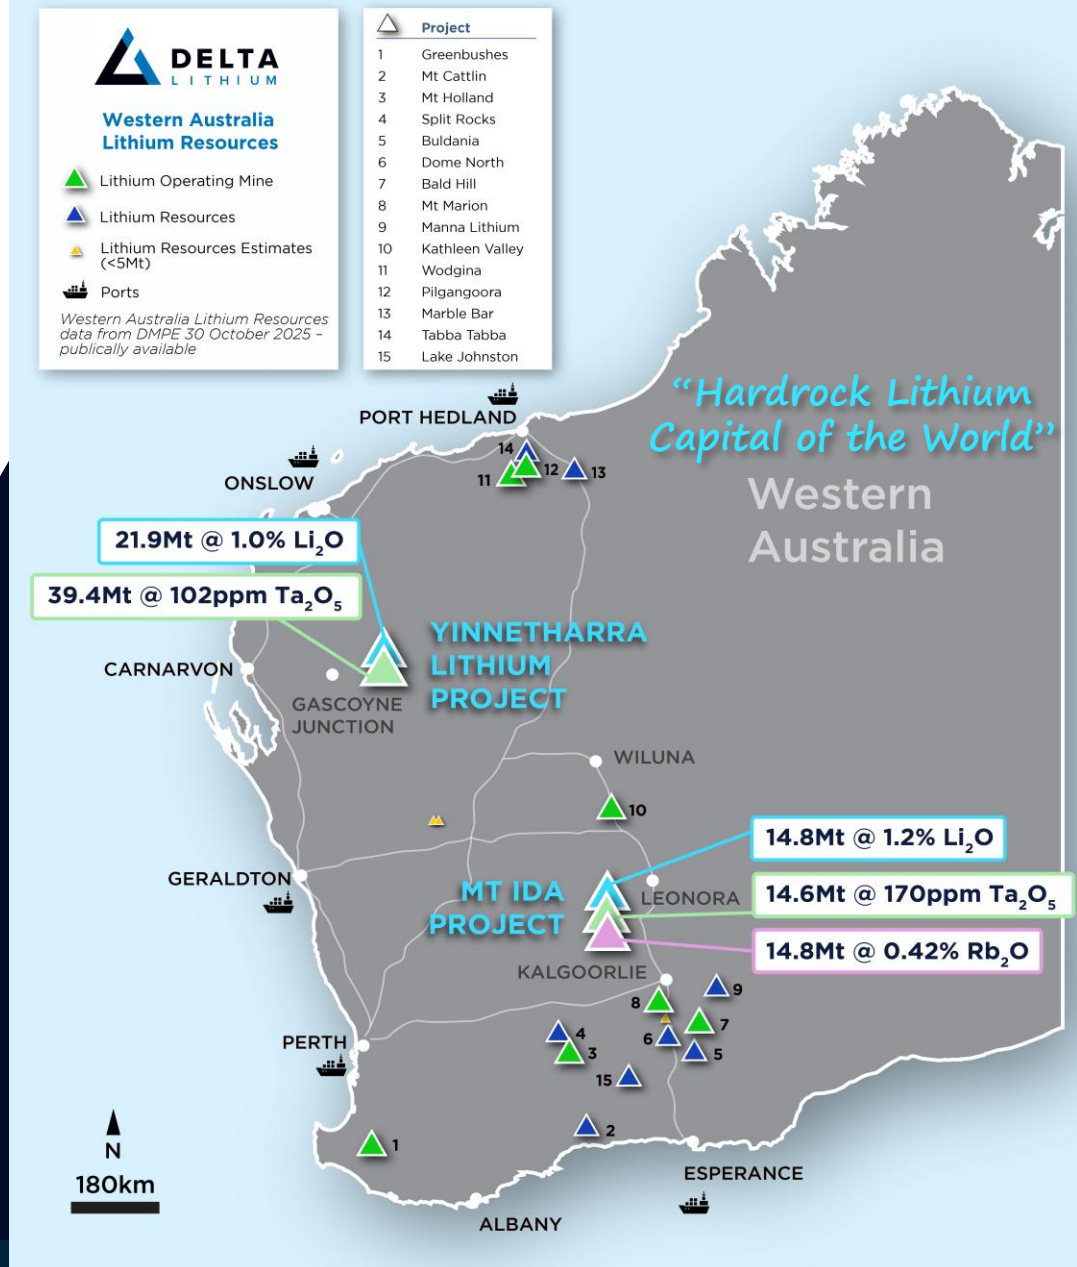 DELTA
LITHIUM
Western Australia
Lithium Resources
Lithium Operating Mine
Lithium Resources
Lithium Resources Estimates
(<5Mt)
Ports
Western Australia Lithium Resources
data from DMPE 30 October 2025 –
publically available
Project
1 Greenbushes
2 Mt Cattlin
3 Mt Holland
4 Split Rocks
5 Buldania
6 Dome North
7 Bald Hill
8 Mt Marion
9 Manna Lithium
10 Kathleen Valley
11 Wodgina
12 Pilgangoora
13 Marble Bar
14 Tabba Tabba
15 Lake Johnston
“Hardrock Lithium
Capital of the World”
Western
Australia
PORT HEDLAND
14
12
13
11
ONSLOW
21.9Mt @ 1.0% Li₂O
39.4Mt @ 102ppm Ta₂O₅
YINNETHARRA
LITHIUM
PROJECT
CARNARVON
GASCOYNE
JUNCTION
WILUNA
10
14.8Mt @ 1.2% Li₂O
GERALDTON
MT IDA
PROJECT
LEONORA
14.6Mt @ 170ppm Ta₂O₅
14.8Mt @ 0.42% Rb₂O
KALGOORLIE
9
8
7
4
6
5
3
PERTH
15
2
1
N
180km
ESPERANCE
ALBANY